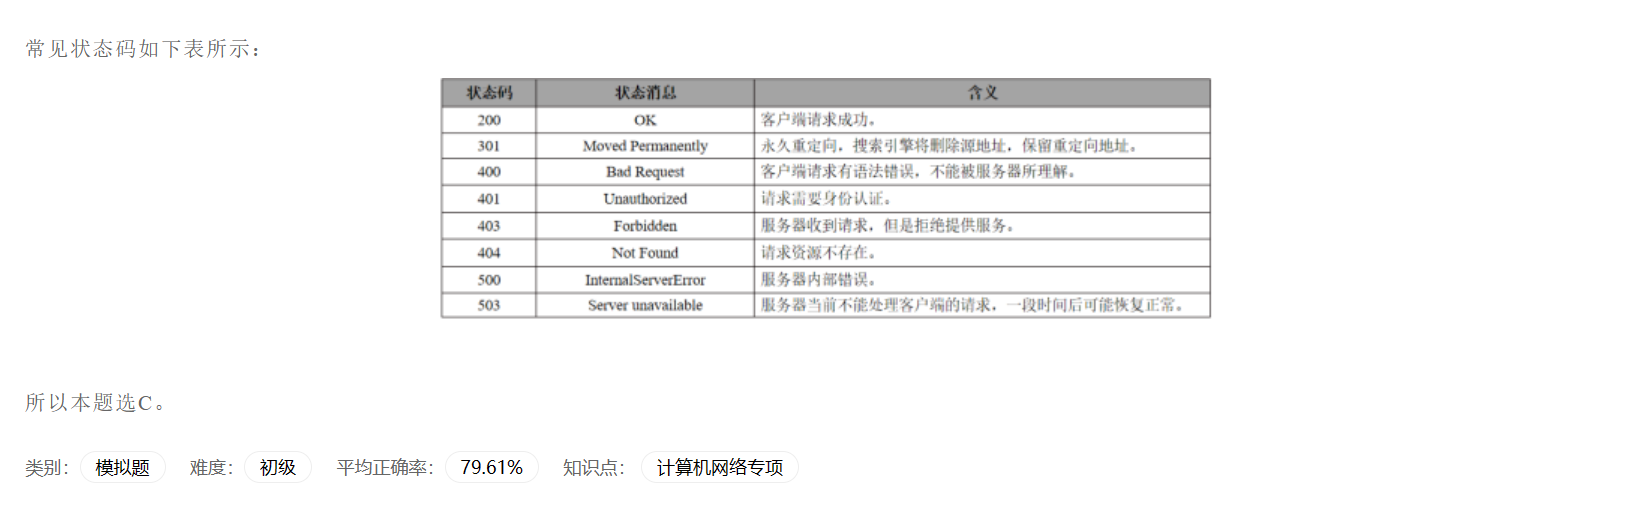 常见状态码如下表所示：
状态码 状态消息 含义
200 OK 客户端请求成功。
301 Moved Permanently 永久重定向，搜索引擎将删除源地址，保留重定向地址。
400 Bad Request 客户端请求有语法错误，不能被服务器所理解。
401 Unauthorized 请求需要身份认证。
403 Forbidden 服务器收到请求，但是拒绝提供服务。
404 Not Found 请求资源不存在。
500 InternalServerError 服务器内部错误。
503 Server unavailable 服务器当前不能处理客户端的请求，一段时间后可能恢复正常。
所以本题选C。
类别： 模拟题 难度： 初级 平均正确率： 79.61% 知识点： 计算机网络专项